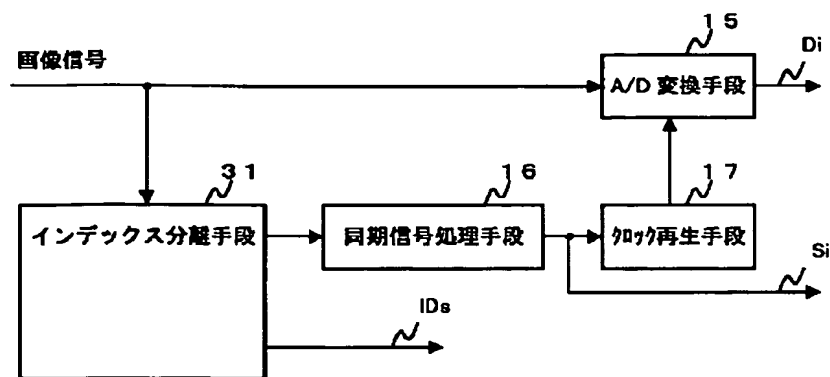 画像信号
15
A/D 変換手段
Di
31
インデックス分離手段
16
同期信号処理手段
17
クロック再生手段
Si
IDs